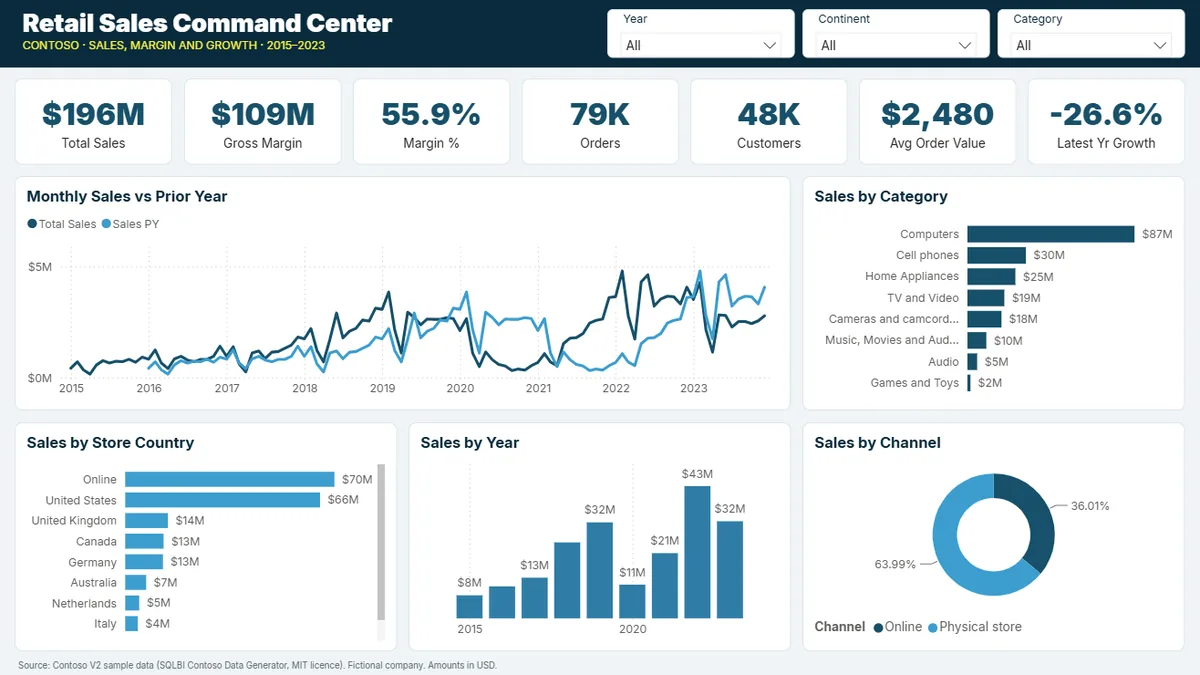 Retail Sales Command Center
CONTOSO · SALES, MARGIN AND GROWTH · 2015–2023
Year
All
Continent
All
Category
All
$196M
Total Sales
$109M
Gross Margin
55.9%
Margin %
79K
Orders
48K
Customers
$2,480
Avg Order Value
-26.6%
Latest Yr Growth
Monthly Sales vs Prior Year
Total Sales Sales PY
$5M
$0M
2015 2016 2017 2018 2019 2020 2021 2022 2023
Sales by Category
Computers $87M
Cell phones $30M
Home Appliances $25M
TV and Video $19M
Cameras and camcord... $18M
Music, Movies and Aud... $10M
Audio $5M
Games and Toys $2M
Sales by Store Country
Online $70M
United States $66M
United Kingdom $14M
Canada $13M
Germany $13M
Australia $7M
Netherlands $5M
Italy $4M
Sales by Year
$8M $13M $32M $11M $21M $43M $32M
2015 2020
Sales by Channel
36.01%
63.99%
Channel Online Physical store
Source: Contoso V2 sample data (SQLBI Contoso Data Generator, MIT licence). Fictional company. Amounts in USD.